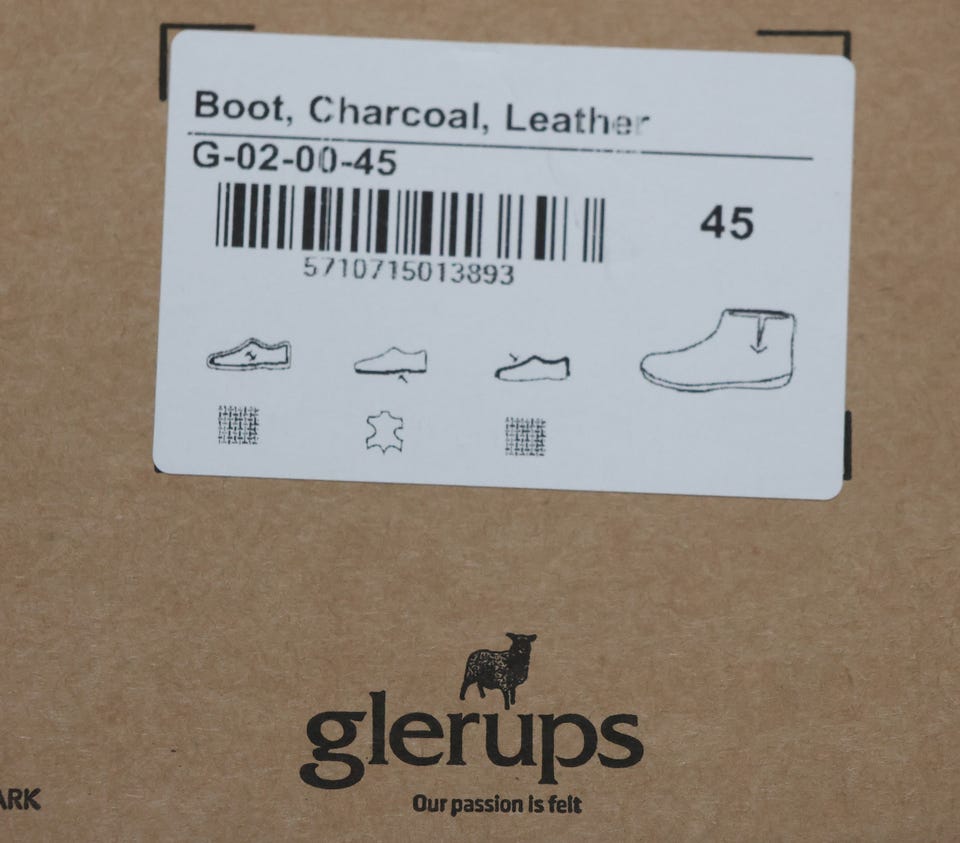 Boot, Charcoal, Leather
G-02-00-45
45
5710715013893
glerups
Our passion is felt
ARK